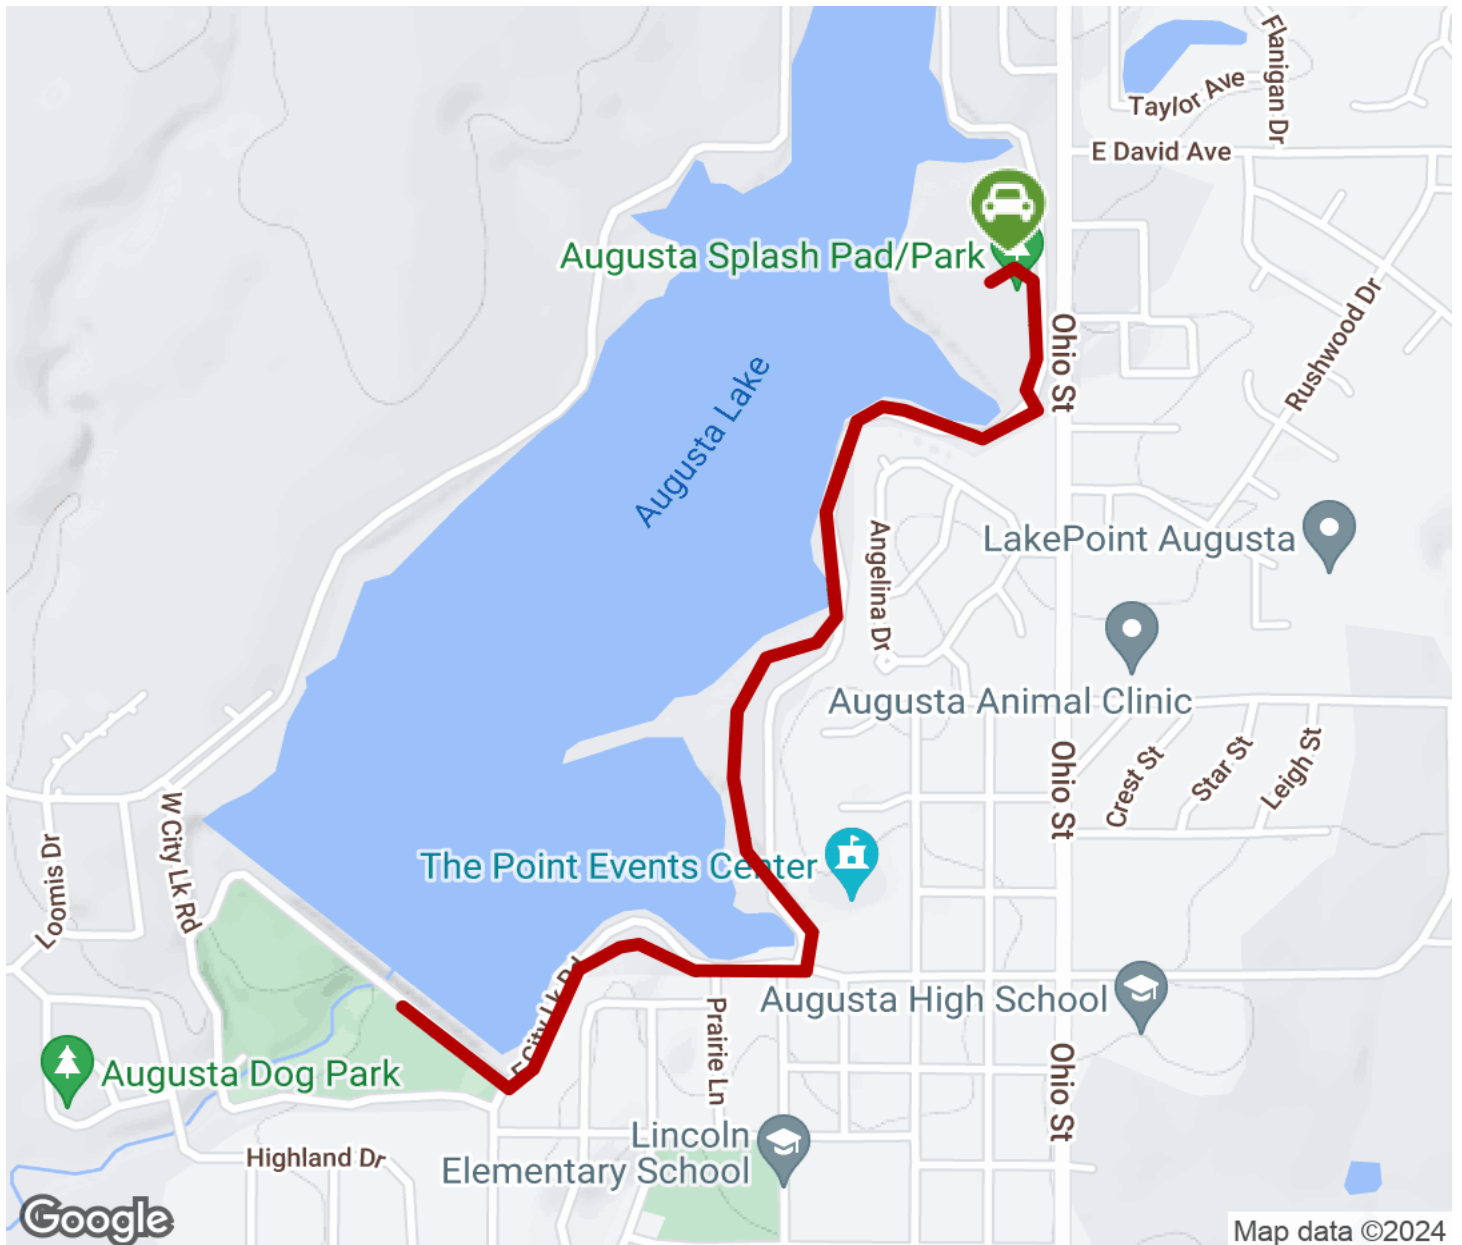 Flanigan Dr
Taylor Ave
E David Ave
Augusta Splash Pad/Park
Ohio St
Rushwood Dr
Augusta Lake
Angelina Dr
LakePoint Augusta
Augusta Animal Clinic
Ohio St
Crest St
Star St
Leigh St
W City Lk Rd
Loomis Dr
The Point Events Center
E City Lk Rd
Prairie Ln
Augusta High School
Ohio St
Augusta Dog Park
Highland Dr
Lincoln
Elementary School
Google
Map data ©2024